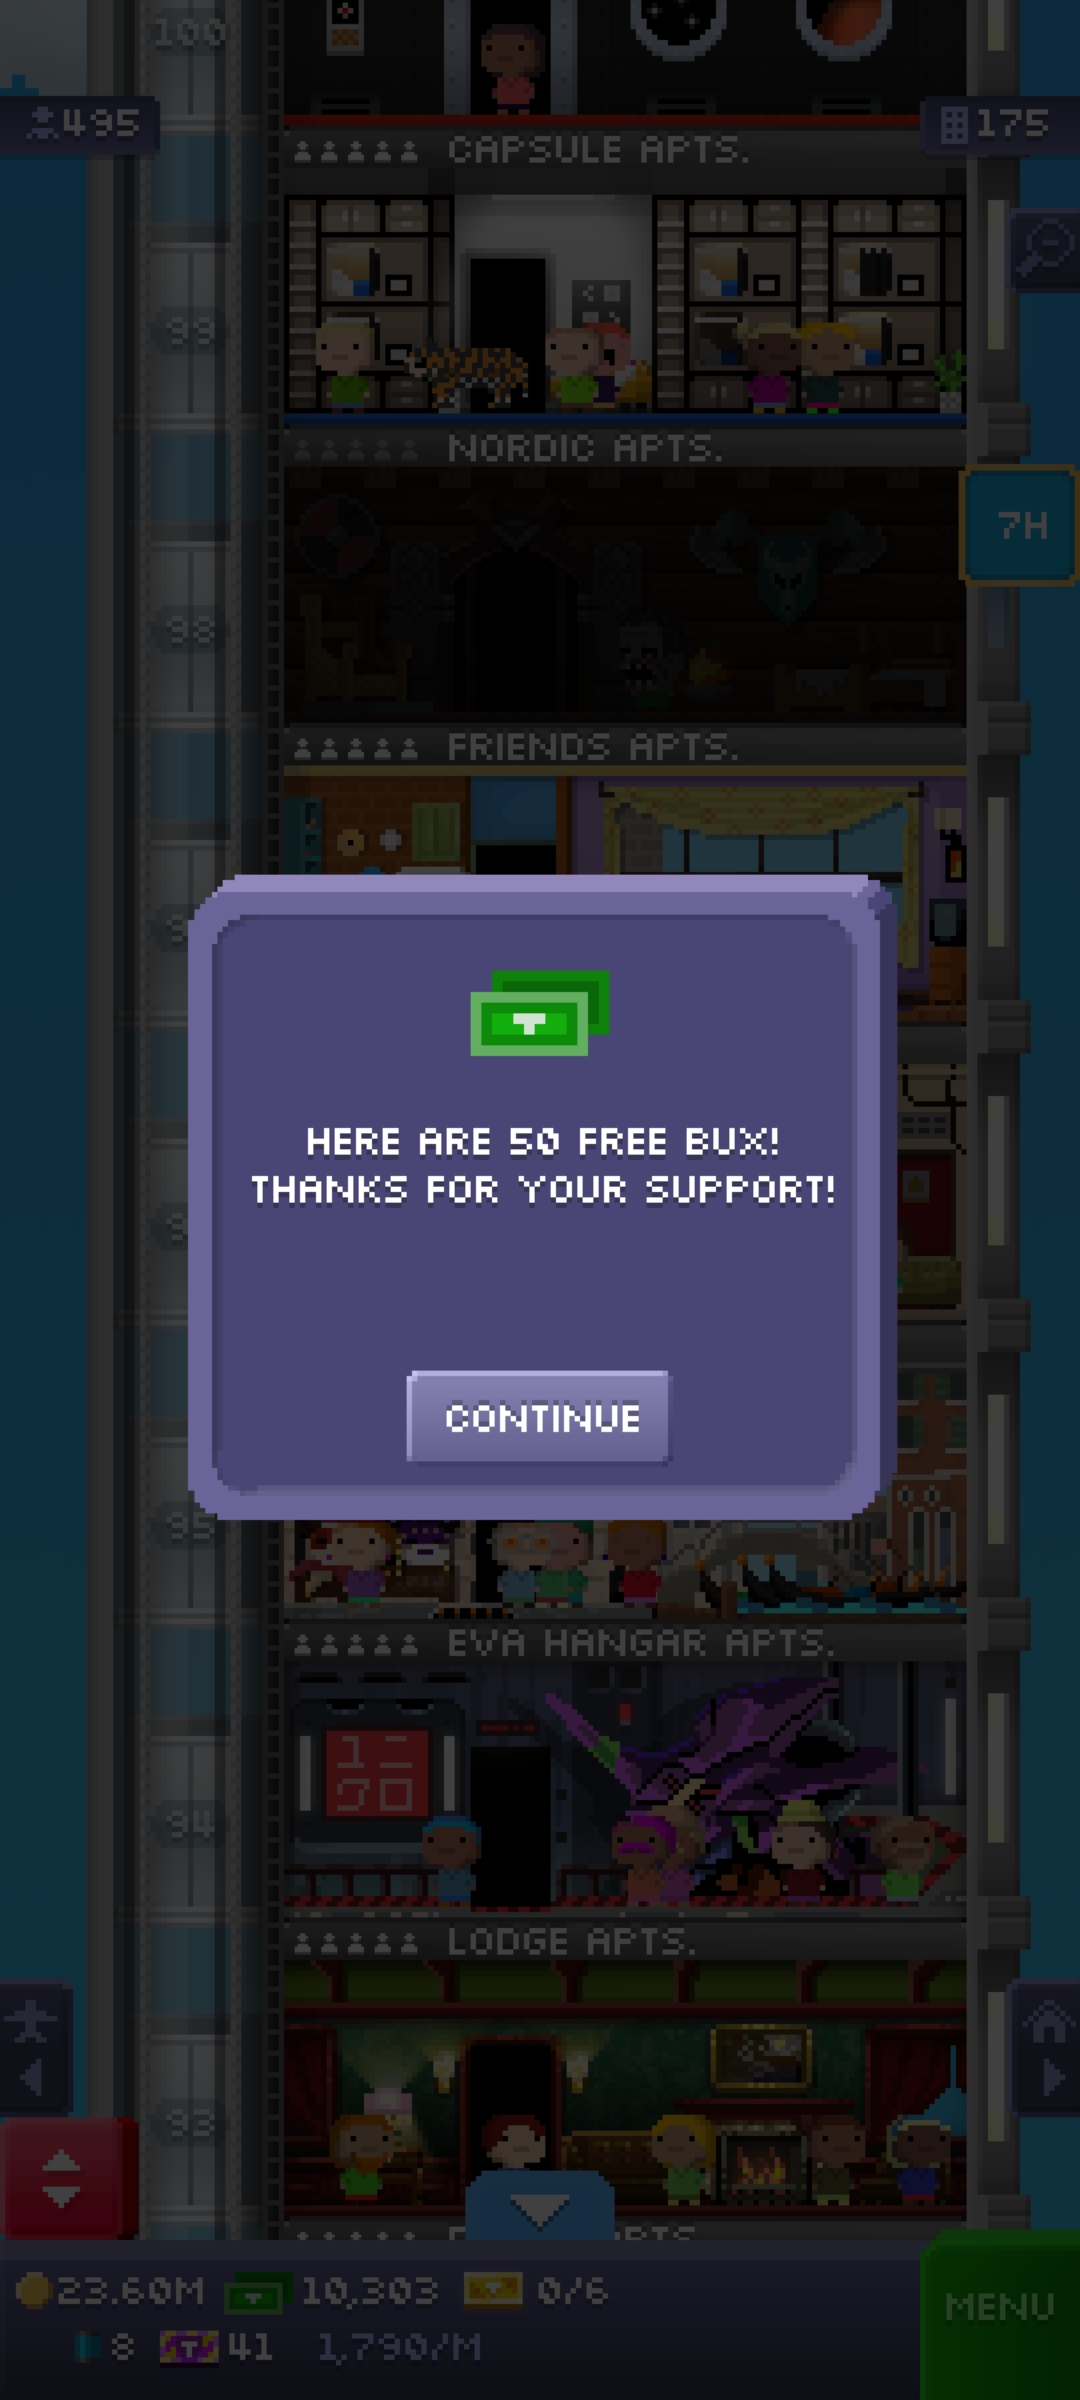 100
495
175
CAPSULE APTS.
99
NORDIC APTS.
7H
98
FRIENDS APTS.
HERE ARE 50 FREE BUX!
THANKS FOR YOUR SUPPORT!
CONTINUE
95
EVA HANGAR APTS.
94
LODGE APTS.
93
23.60M 10,303 0/6
MENU
8 41 1,790/M